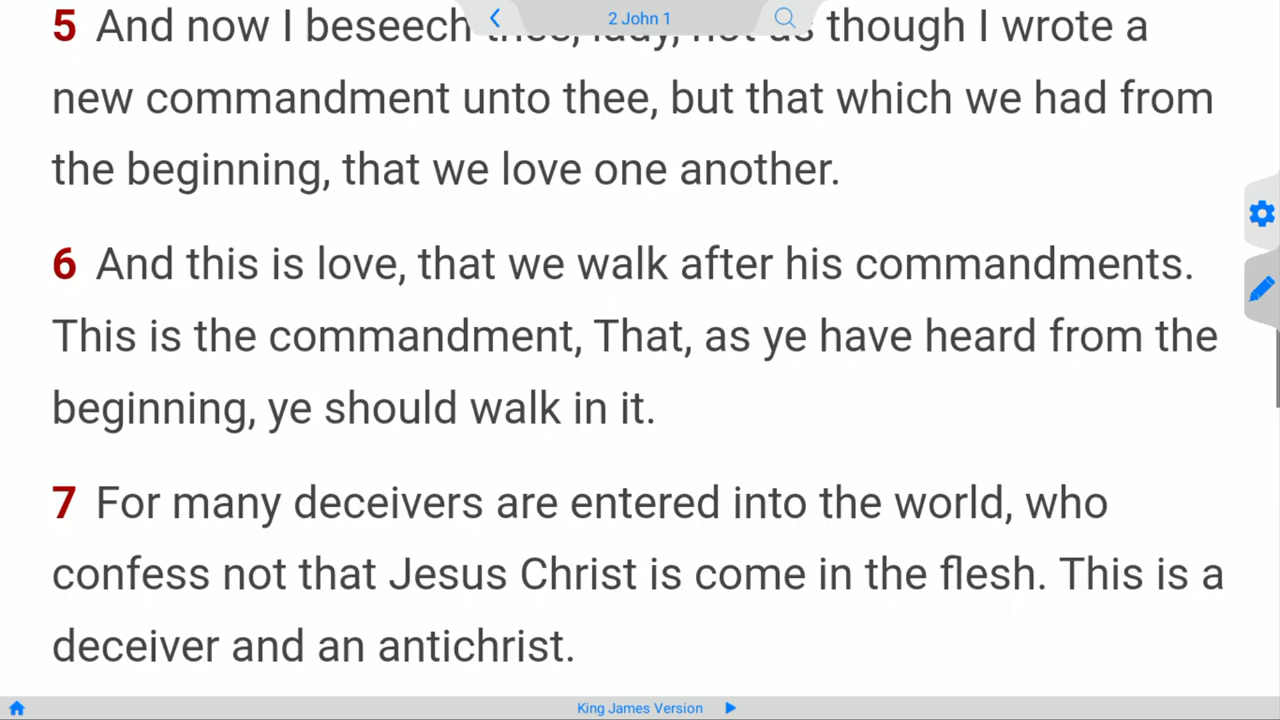 2 John 1
5 And now I beseech thee, lady, not as though I wrote a
new commandment unto thee, but that which we had from
the beginning, that we love one another.
6 And this is love, that we walk after his commandments.
This is the commandment, That, as ye have heard from the
beginning, ye should walk in it.
7 For many deceivers are entered into the world, who
confess not that Jesus Christ is come in the flesh. This is a
deceiver and an antichrist.
King James Version